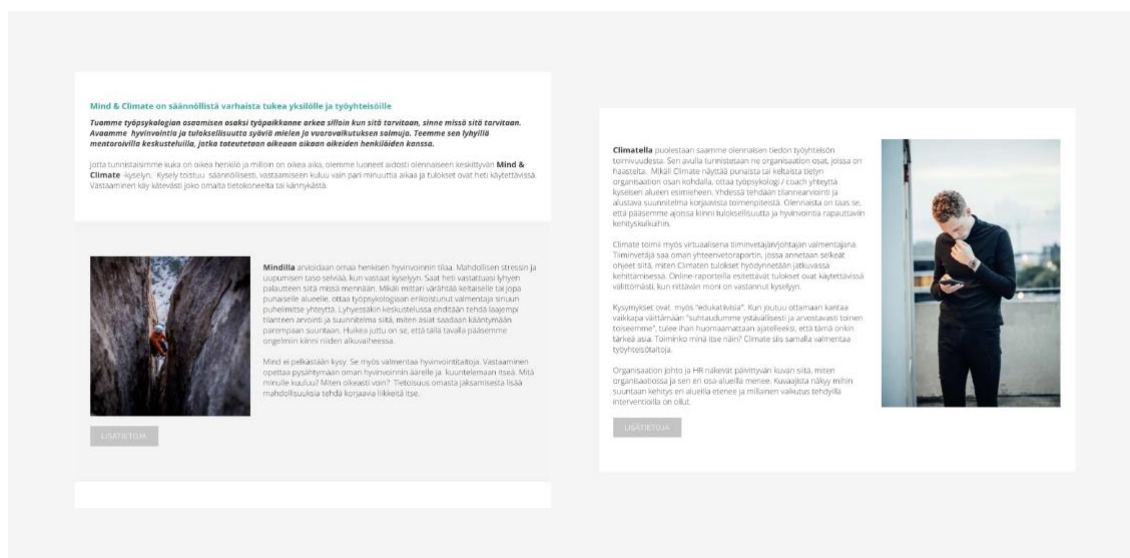 Mind & Climate on säännöllistä varhaista tukea yksilölle ja työyhteisöille
Tuomme työpsykologian osaamisen osaksi työpaikkanne arkea silloin kun sitä tarvitaan, sinne missä sitä tarvitaan.
Avaamme hyvinvointia ja tuloksellisuutta syöviä mielen ja vuorovaikutuksen solmuja. Teemme sen lyhyillä
mentoroivilla keskusteluilla, jotka toteutetaan oikeaan aikaan oikeiden henkilöiden kanssa.
Jotta tunnistaisimme kuka on oikea henkilö ja milloin on oikea aika, olemme luoneet aidosti olennaiseen keskittyvän Mind &
Climate -kyselyn. Kysely toistuu säännöllisesti, vastaamiseen kuluu vain pari minuuttia aikaa ja tulokset ovat heti käytettävissä.
Vastaaminen käy kätevästi joko omalta tietokoneelta tai kännykästä.
Mindilla arvioidaan omaa henkisen hyvinvoinnin tilaa. Mahdollisen stressin ja
uupumisen taso selviää, kun vastaat kyselyyn. Saat heti vastattuasi lyhyen
palautteen siitä missä mennään. Mikäli mittari värähtää keltaiselle tai jopa
punaiselle alueelle, ottaa työpsykologiaan erikoistunut valmentaja sinuun
puhelimitse yhteyttä. Lyhyessäkin keskustelussa ehditään tehdä laajempi
tilanteen arviointi ja suunnitelma siitä, miten asiat saadaan kääntymään
parempaan suuntaan. Huikea juttu on se, että tällä tavalla pääsemme
ongelmiin kiinni niiden alkuvaiheessa.
Mind ei pelkästään kysy. Se myös valmentaa hyvinvointitaitoja. Vastaaminen
opettaa pysähtymään oman hyvinvoinnin äärelle ja kuuntelemaan itseä. Mitä
minulle kuuluu? Miten oikeasti voin? Tietoisuus omasta jaksamisesta lisää
mahdollisuuksia tehdä korjaavia liikkeitä itse.
LISÄTIETOJA
Climatella puolestaan saamme olennaisen tiedon työyhteisön
toimivuudesta. Sen avulla tunnistetaan ne organisaation osat, joissa on
haasteita. Mikäli Climate näyttää punaista tai keltaista tietyn
organisaation osan kohdalla, ottaa työpsykologi / coach yhteyttä
kyseisen alueen esimieheen. Yhdessä tehdään tilannearviointi ja
alustava suunnitelma korjaavista toimenpiteistä. Olennaista on taas se,
että pääsemme ajoissa kiinni tuloksellisuutta ja hyvinvointia rapauttaviin
kehityskulkuihin.
Climate toimii myös virtuaalisena tiiminvetäjän/johtajan valmentajana.
Tiiminvetäjä saa oman yhteenvetoraportin, jossa annetaan selkeät
ohjeet siitä, miten Climaten tulokset hyödynnetään jatkuvassa
kehittämisessä. Online-raporteilla esitettävät tulokset ovat käytettävissä
välittömästi, kun riittävän moni on vastannut kyselyyn.
Kysymykset ovat myös "edukatiivisia". Kun joutuu ottamaan kantaa
vaikkapa väittämään "suhtaudumme ystävällisesti ja arvostavasti toinen
toiseemme", tulee ihan huomaamattaan ajatelleeksi, että tämä onkin
tärkeä asia. Toiminko minä itse näin? Climate siis samalla valmentaa
työyhteisötaitoja.
Organisaation johto ja HR näkevät päivittyvän kuvan siitä, miten
organisaatiossa ja sen eri osa-alueilla menee. Kuvaajista näkyy mihin
suuntaan kehitys eri alueilla etenee ja millainen vaikutus tehdyillä
interventioilla on ollut.
LISÄTIETOJA